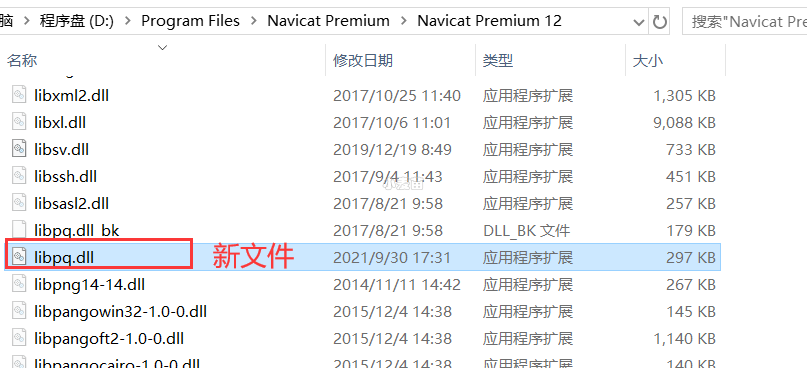 脑 > 程序盘 (D:) > Program Files > Navicat Premium > Navicat Premium 12 搜索"Navicat Pre
名称 修改日期 类型 大小
libxml2.dll 2017/10/25 11:40 应用程序扩展 1,305 KB
libxl.dll 2017/10/6 11:01 应用程序扩展 9,088 KB
libsv.dll 2019/12/19 8:49 应用程序扩展 733 KB
libssh.dll 2017/9/4 11:43 应用程序扩展 451 KB
libsasl2.dll 2017/8/21 9:58 应用程序扩展 257 KB
libpq.dll_bk 2017/8/21 9:58 DLL_BK 文件 179 KB
libpq.dll 新文件 2021/9/30 17:31 应用程序扩展 297 KB
libpng14-14.dll 2014/11/11 14:42 应用程序扩展 267 KB
libpangowin32-1.0-0.dll 2015/12/4 14:38 应用程序扩展 145 KB
libpangoft2-1.0-0.dll 2015/12/4 14:38 应用程序扩展 1,140 KB
libpangocairo-1.0-0.dll 2015/12/4 14:38 应用程序扩展 140 KB